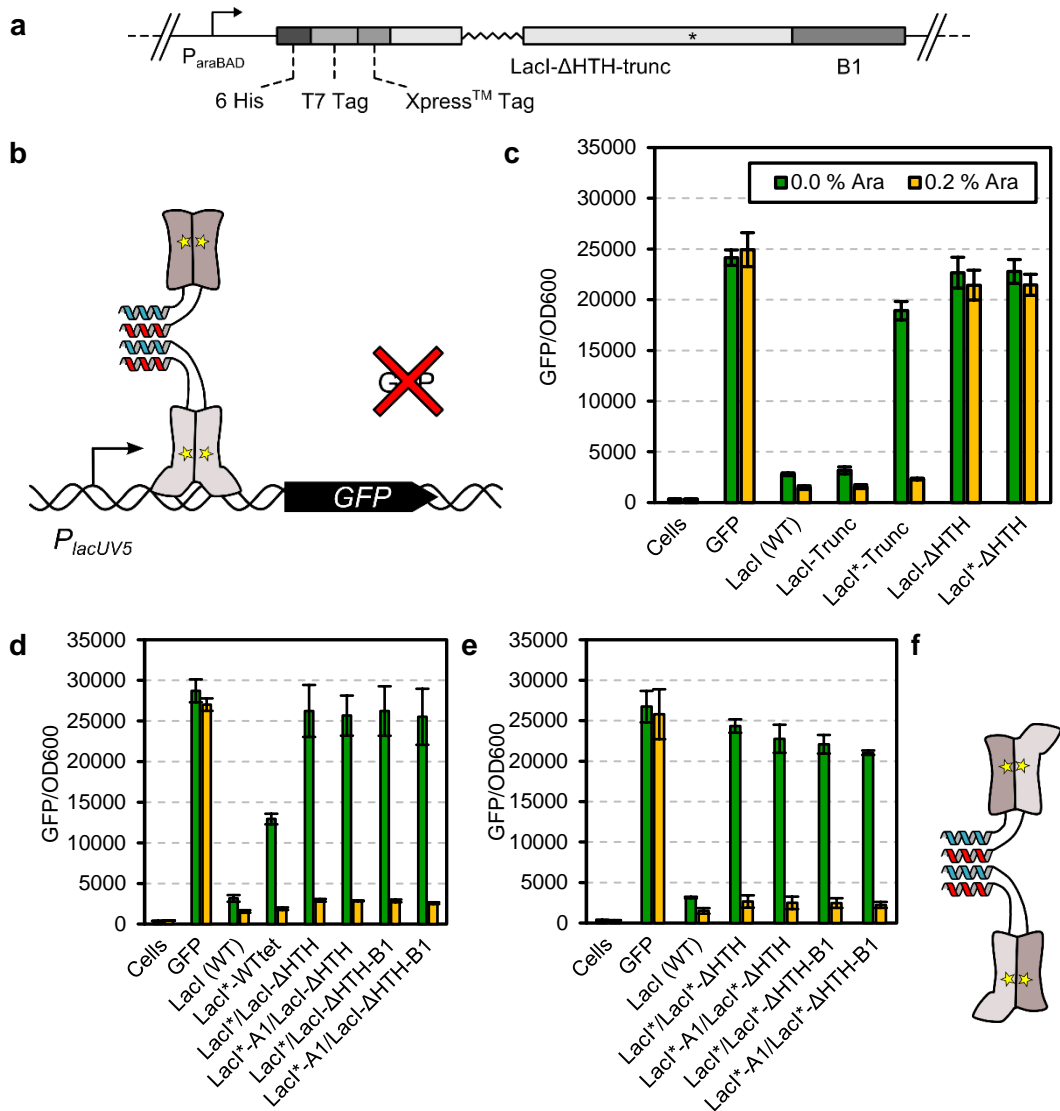 a
P_araBAD
6 His
T7 Tag
Xpress™ Tag
LacI-ΔHTH-trunc
*
B1
b
GFP
P_lacUV5
c
GFP/OD600
35000
30000
25000
20000
15000
10000
5000
0
0.0 % Ara
0.2 % Ara
Cells
GFP
LacI (WT)
LacI-Trunc
LacI*-Trunc
LacI-ΔHTH
LacI*-ΔHTH
d
GFP/OD600
35000
30000
25000
20000
15000
10000
5000
0
Cells
GFP
LacI (WT)
LacI*-WTtet
LacI*/LacI-ΔHTH
LacI*-A1/LacI-ΔHTH
LacI*/LacI-ΔHTH-B1
LacI*-A1/LacI-ΔHTH-B1
e
GFP/OD600
35000
30000
25000
20000
15000
10000
5000
0
Cells
GFP
LacI (WT)
LacI*/LacI*-ΔHTH
LacI*-A1/LacI*-ΔHTH
LacI*/LacI*-ΔHTH-B1
LacI*-A1/LacI*-ΔHTH-B1
f